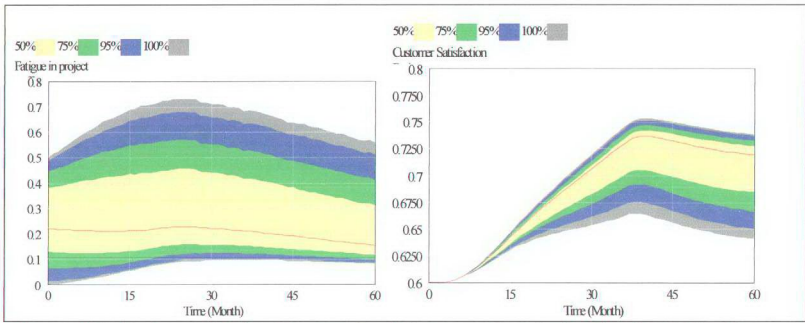 50% 75% 95% 100%
Fatigue in project
0.8
0.7
0.6
0.5
0.4
0.3
0.2
0.1
0
0 15 30 45 60
Time (Month)
50% 75% 95% 100%
Customer Satisfaction
0.8
0.7750
0.75
0.7250
0.7
0.6750
0.65
0.6250
0.6
0 15 30 45 60
Time (Month)